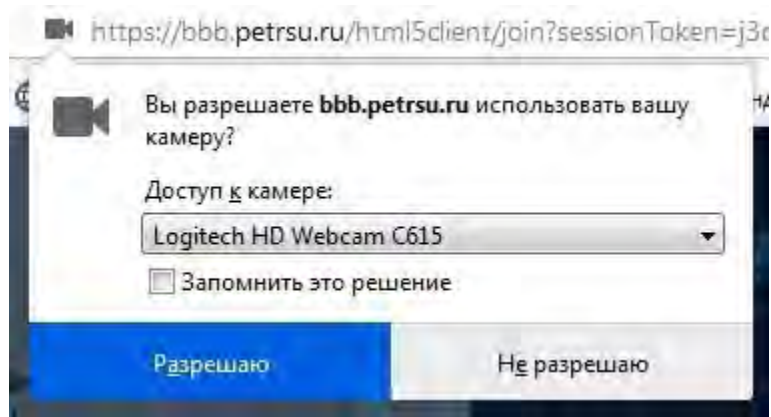 https://bbb.petrsu.ru/html5client/join?sessionToken=j3
Вы разрешаете bbb.petrsu.ru использовать вашу
камеру?
Доступ к камере:
Logitech HD Webcam C615
Запомнить это решение
Разрешаю
Не разрешаю